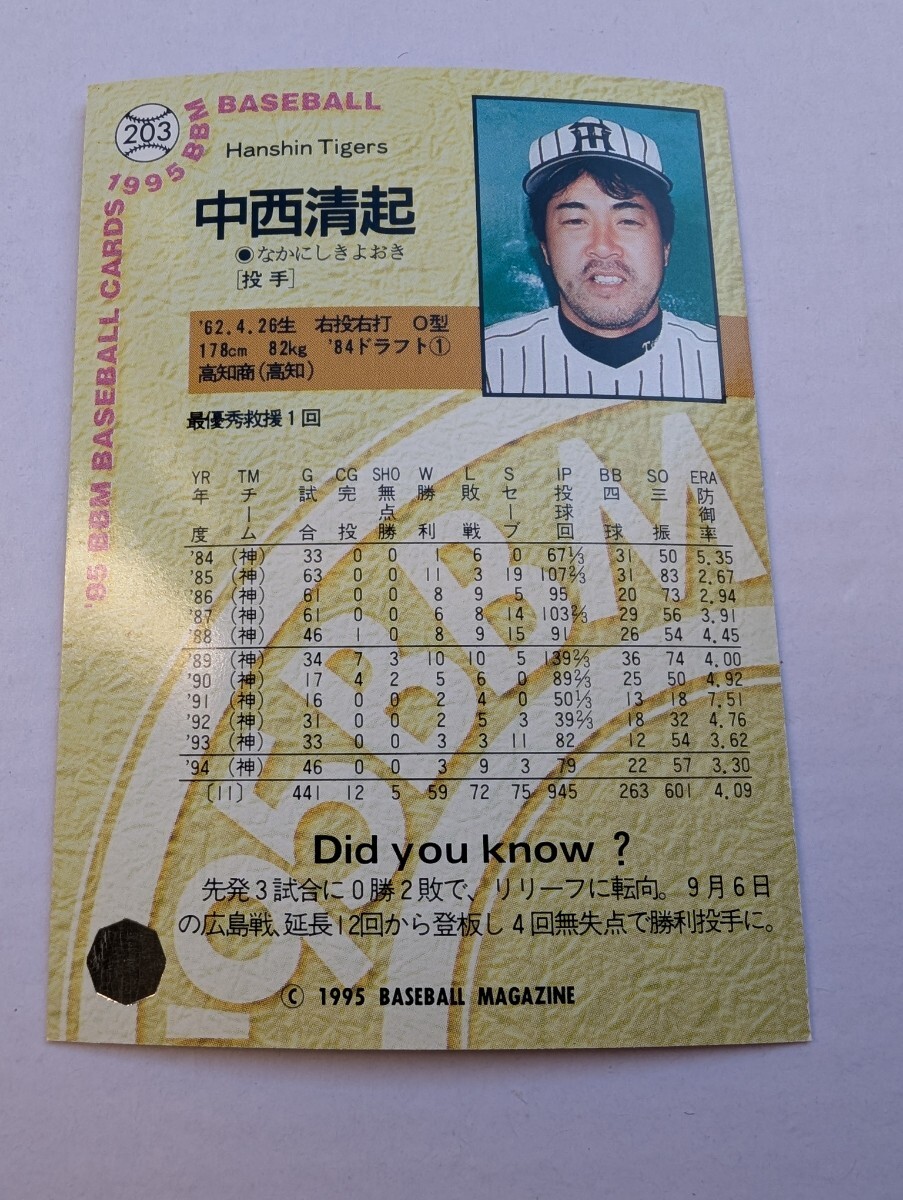 203
'95 BBM BASEBALL CARDS 1995 BBM BASEBALL
Hanshin Tigers
中西清起
●なかにしきよおき
[投手]
'62.4.26生 右投右打 O型
178cm 82kg '84ドラフト①
高知商(高知)
最優秀救援1回
YR TM G CG SHO W L S IP BB SO ERA
年度 チーム 試合 完投 無点勝 勝利 敗戦 セーブ 投球回 四球 三振 防御率
'84 (神) 33 0 0 1 6 0 67⅓ 31 50 5.35
'85 (神) 63 0 0 11 3 19 107⅔ 31 83 2.67
'86 (神) 61 0 0 8 9 5 95 20 73 2.94
'87 (神) 61 0 0 6 8 14 103⅔ 29 56 3.91
'88 (神) 46 1 0 8 9 15 91 26 54 4.45
'89 (神) 34 7 3 10 10 5 139⅔ 36 74 4.00
'90 (神) 17 4 2 5 6 0 89⅔ 25 50 4.92
'91 (神) 16 0 0 2 4 0 50⅓ 13 18 7.51
'92 (神) 31 0 0 2 5 3 39⅔ 18 32 4.76
'93 (神) 33 0 0 3 3 11 82 12 54 3.62
'94 (神) 46 0 0 3 9 3 79 22 57 3.30
〔11〕 441 12 5 59 72 75 945 263 601 4.09
Did you know ?
先発3試合に0勝2敗で、リリーフに転向。9月6日
の広島戦、延長12回から登板し4回無失点で勝利投手に。
'95BBM
© 1995 BASEBALL MAGAZINE